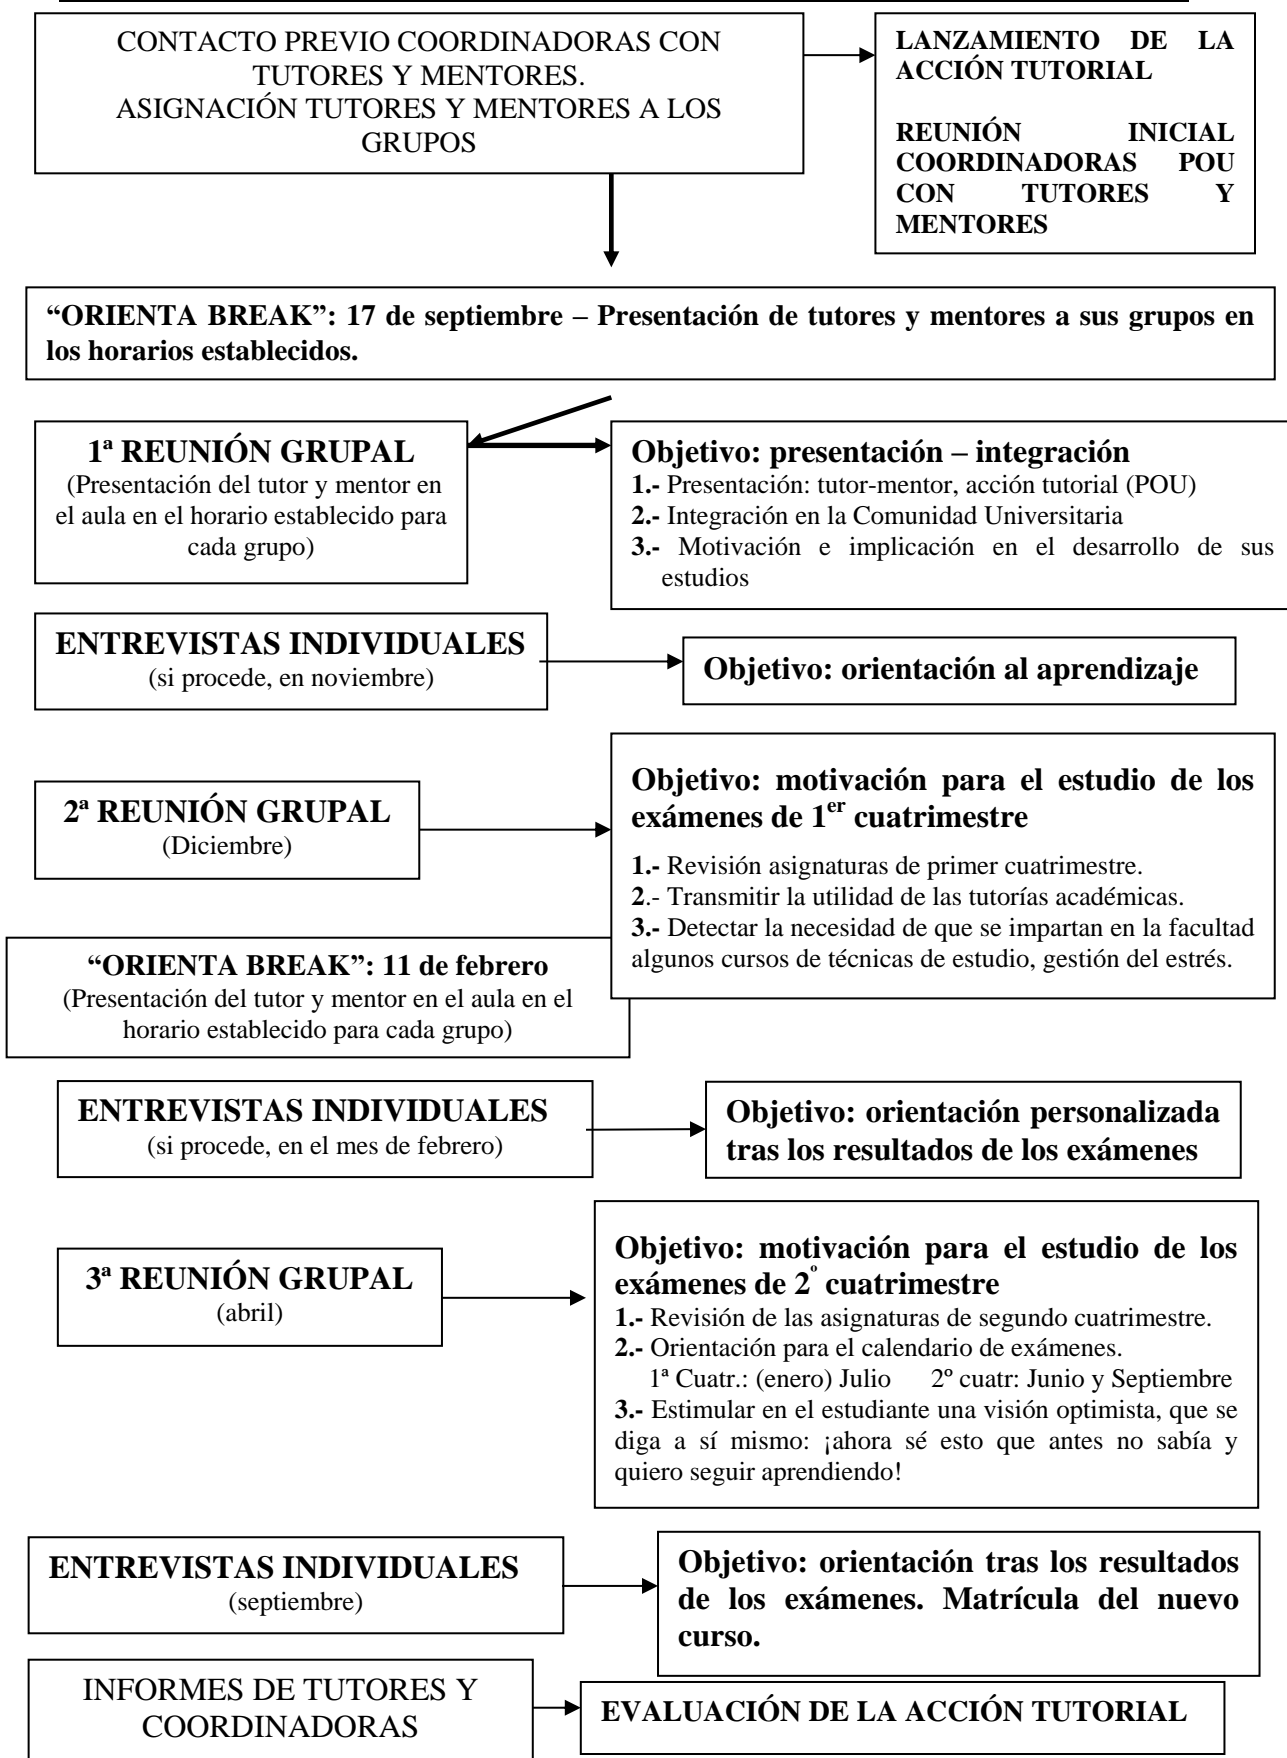 CONTACTO PREVIO COORDINADORAS CON
TUTORES Y MENTORES.
ASIGNACIÓN TUTORES Y MENTORES A LOS
GRUPOS
LANZAMIENTO DE LA
ACCIÓN TUTORIAL
REUNIÓN INICIAL
COORDINADORAS POU
CON TUTORES Y
MENTORES
“ORIENTA BREAK”: 17 de septiembre – Presentación de tutores y mentores a sus grupos en
los horarios establecidos.
1ª REUNIÓN GRUPAL
(Presentación del tutor y mentor en
el aula en el horario establecido para
cada grupo)
Objetivo: presentación – integración
1.- Presentación: tutor-mentor, acción tutorial (POU)
2.- Integración en la Comunidad Universitaria
3.- Motivación e implicación en el desarrollo de sus
estudios
ENTREVISTAS INDIVIDUALES
(si procede, en noviembre)
Objetivo: orientación al aprendizaje
2ª REUNIÓN GRUPAL
(Diciembre)
Objetivo: motivación para el estudio de los
exámenes de 1er cuatrimestre
1.- Revisión asignaturas de primer cuatrimestre.
2.- Transmitir la utilidad de las tutorías académicas.
3.- Detectar la necesidad de que se impartan en la facultad
algunos cursos de técnicas de estudio, gestión del estrés.
“ORIENTA BREAK”: 11 de febrero
(Presentación del tutor y mentor en el aula en el
horario establecido para cada grupo)
ENTREVISTAS INDIVIDUALES
(si procede, en el mes de febrero)
Objetivo: orientación personalizada
tras los resultados de los exámenes
3ª REUNIÓN GRUPAL
(abril)
Objetivo: motivación para el estudio de los
exámenes de 2º cuatrimestre
1.- Revisión de las asignaturas de segundo cuatrimestre.
2.- Orientación para el calendario de exámenes.
1ª Cuatr.: (enero) Julio 2º cuatr: Junio y Septiembre
3.- Estimular en el estudiante una visión optimista, que se
diga a sí mismo: ¡ahora sé esto que antes no sabía y
quiero seguir aprendiendo!
ENTREVISTAS INDIVIDUALES
(septiembre)
Objetivo: orientación tras los resultados
de los exámenes. Matrícula del nuevo
curso.
INFORMES DE TUTORES Y
COORDINADORAS
EVALUACIÓN DE LA ACCIÓN TUTORIAL